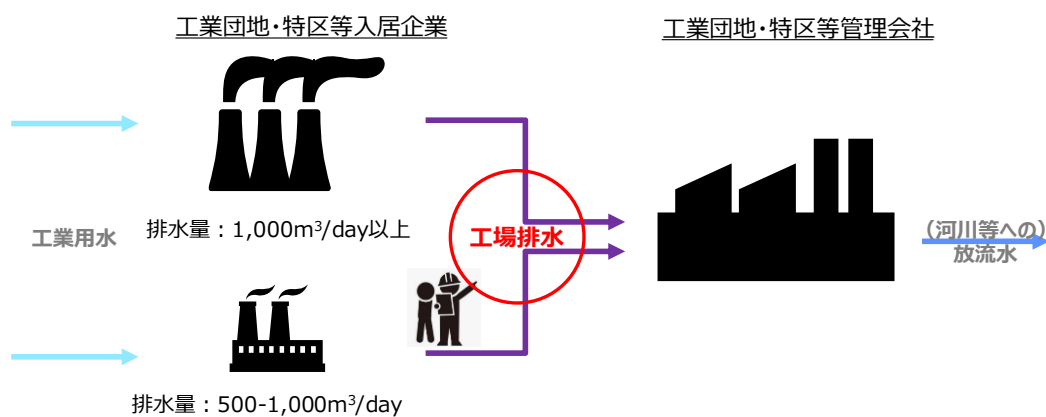 工業団地・特区等入居企業
工業団地・特区等管理会社
排水量：1,000m³/day以上
工業用水
工場排水
（河川等への）
放流水
排水量：500-1,000m³/day